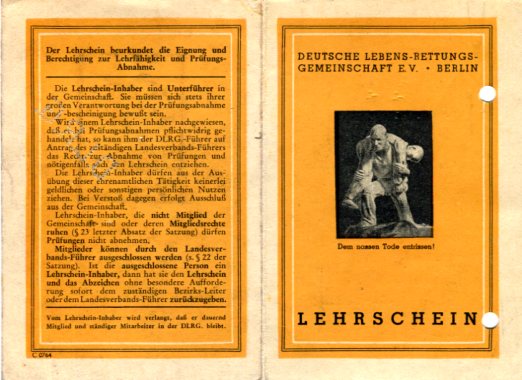 Der Lehrschein beurkundet die Eignung und
Berechtigung zur Lehrfähigkeit und Prüfungs-
Abnahme.
Die Lehrschein-Inhaber sind Unterführer in
der Gemeinschaft. Sie müssen sich stets ihrer
großen Verantwortung bei der Prüfungsabnahme
und -bescheinigung bewußt sein.
Wird einem Lehrschein-Inhaber nachgewiesen,
daß er bei Prüfungsabnahmen pflichtwidrig ge-
handelt hat, so kann ihm der DLRG.-Führer auf
Antrag des zuständigen Landesverbands-Führers
das Recht zur Abnahme von Prüfungen und
nötigenfalls auch den Lehrschein entziehen.
Die Lehrschein-Inhaber dürfen aus der Aus-
übung dieser ehrenamtlichen Tätigkeit keinerlei
geldlichen oder sonstigen persönlichen Nutzen
ziehen. Bei Verstoß dagegen erfolgt Ausschluß
aus der Gemeinschaft.
Lehrschein-Inhaber, die nicht Mitglied der
Gemeinschaft sind oder deren Mitgliedsrechte
ruhen (§ 23 letzter Absatz der Satzung) dürfen
Prüfungen nicht abnehmen.
Mitglieder können durch den Landesver-
bands-Führer ausgeschlossen werden (s. § 22 der
Satzung). Ist die ausgeschlossene Person ein
Lehrschein-Inhaber, dann hat sie den Lehrschein
und das Abzeichen ohne besondere Aufforde-
rung sofort dem zuständigen Bezirks-Leiter
oder dem Landesverbands-Führer zurückzugeben.
Vom Lehrschein-Inhaber wird verlangt, daß er dauernd
Mitglied und ständiger Mitarbeiter in der DLRG. bleibt.
C 0764
DEUTSCHE LEBENS-RETTUNGS-
GEMEINSCHAFT E.V. • BERLIN
Dem nassen Tode entrissen!
LEHRSCHEIN